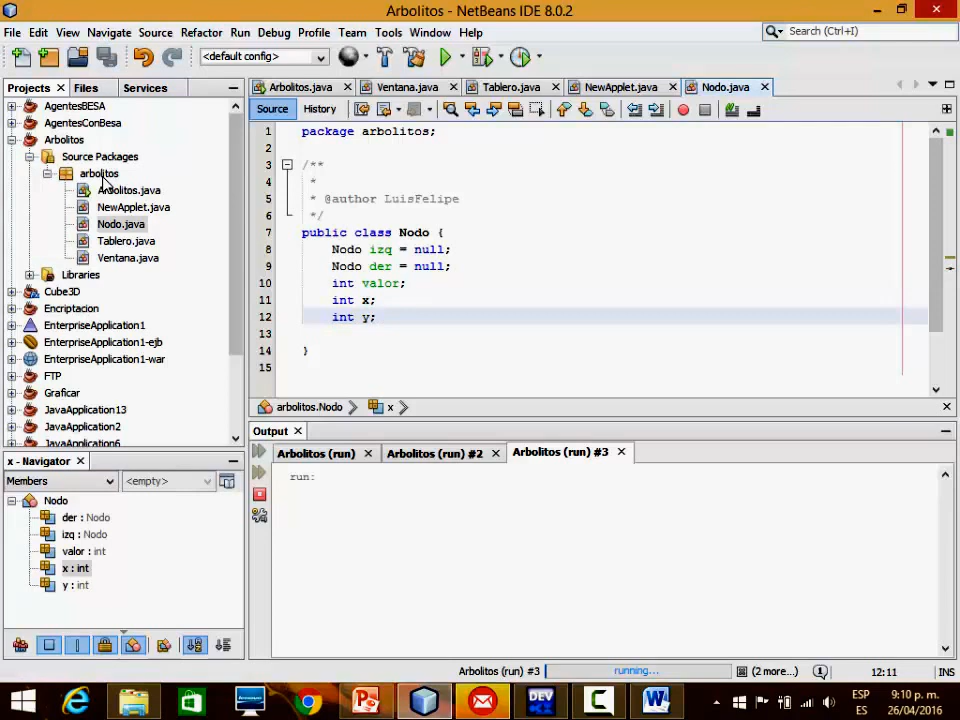 Arbolitos - NetBeans IDE 8.0.2
File Edit View Navigate Source Refactor Run Debug Profile Team Tools Window Help
Search (Ctrl+I)
<default config>
Projects Files Services
Arbolitos.java Ventana.java Tablero.java NewApplet.java Nodo.java
Source History
AgentesBESA
AgentesConBesa
Arbolitos
Source Packages
arbolitos
Arbolitos.java
NewApplet.java
Nodo.java
Tablero.java
Ventana.java
Libraries
Cube3D
Encriptacion
EnterpriseApplication1
EnterpriseApplication1-ejb
EnterpriseApplication1-war
FTP
Graficar
JavaApplication13
JavaApplication2
JavaApplication6
1 package arbolitos;
2
3 /**
4 *
5 * @author LuisFelipe
6 */
7 public class Nodo {
8 Nodo izq = null;
9 Nodo der = null;
10 int valor;
11 int x;
12 int y;
13
14 }
15
arbolitos.Nodo x
Output
Arbolitos (run) Arbolitos (run) #2 Arbolitos (run) #3
run:
x - Navigator
Members <empty>
Nodo
der : Nodo
izq : Nodo
valor : int
x : int
y : int
Arbolitos (run) #3 running... (2 more...) 12:11 INS
DEV
ESP
ES
9:10 p. m.
26/04/2016